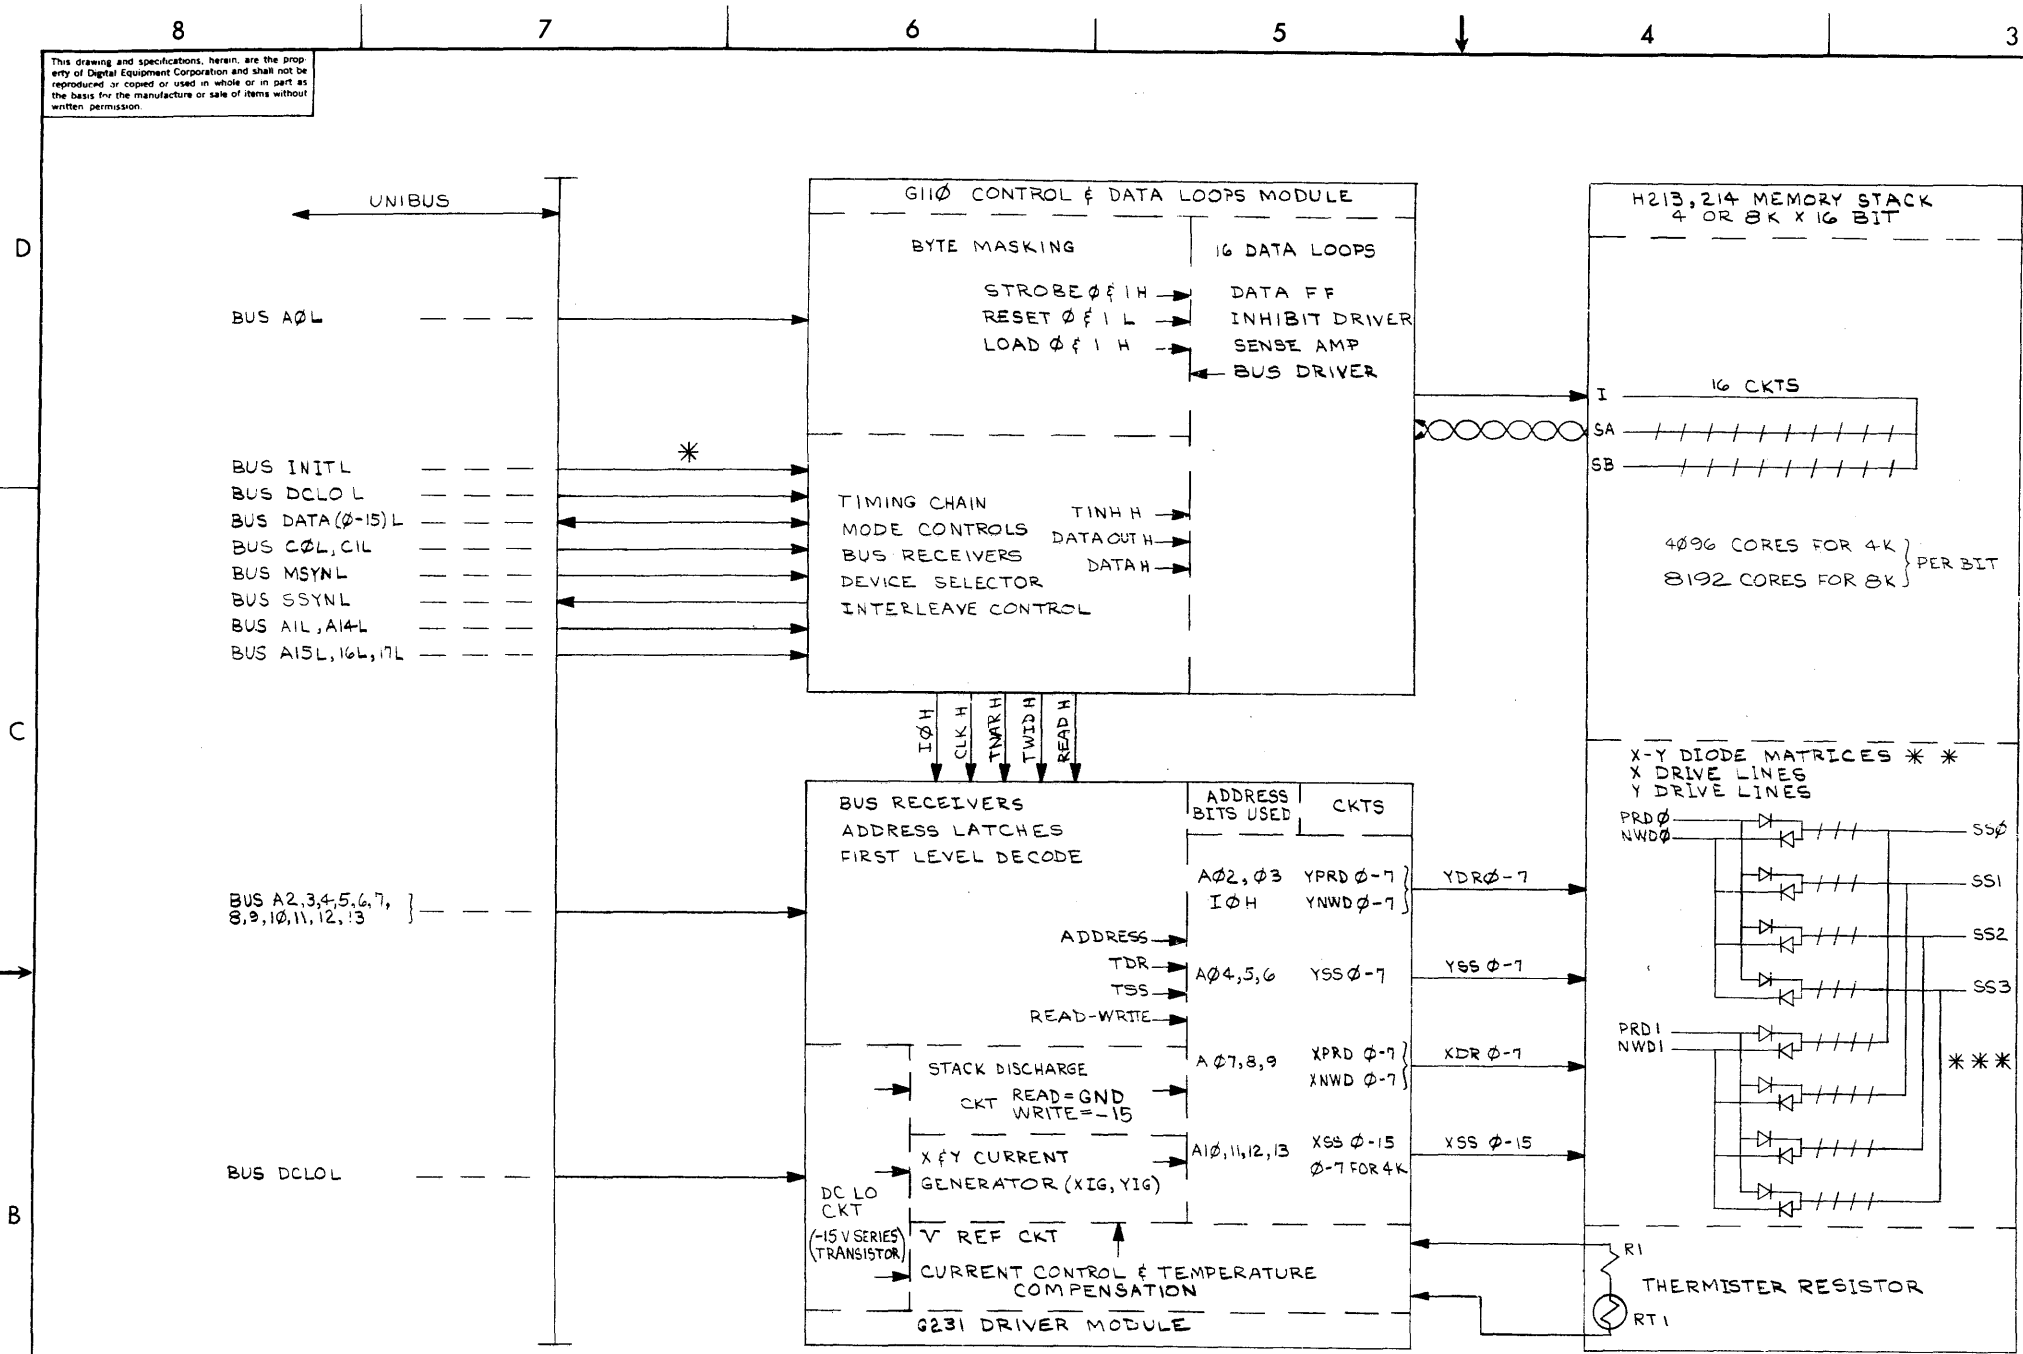 8 7 6 5 4 3
This drawing and specifications, herein, are the prop-
erty of Digital Equipment Corporation and shall not be
reproduced or copied or used in whole or in part as
the basis for the manufacture or sale of items without
written permission.
D
C
B
UNIBUS
BUS AØL
BUS INITL
BUS DCLO L
BUS DATA(Ø-15)L
BUS CØL,C1L
BUS MSYNL
BUS SSYNL
BUS A1L,A14L
BUS A15L,16L,17L
*
BUS A2,3,4,5,6,7,
8,9,1Ø,11,12,13
BUS DCLOL
G11Ø CONTROL & DATA LOOPS MODULE
BYTE MASKING
STROBE Ø & 1 H
RESET Ø & 1 L
LOAD Ø & 1 H
16 DATA LOOPS
DATA FF
INHIBIT DRIVER
SENSE AMP
BUS DRIVER
TIMING CHAIN
MODE CONTROLS
BUS RECEIVERS
DEVICE SELECTOR
INTERLEAVE CONTROL
TINH H
DATA OUT H
DATA H
IØH
CLK H
TNAR H
TWID H
READ H
BUS RECEIVERS
ADDRESS LATCHES
FIRST LEVEL DECODE
ADDRESS
TDR
TSS
READ-WRITE
ADDRESS
BITS USED
CKTS
AØ2,Ø3 YPRD Ø-7
IØH YNWD Ø-7
YDRØ-7
AØ4,5,6 YSS Ø-7
YSS Ø-7
AØ7,8,9 XPRD Ø-7
XNWD Ø-7
XDR Ø-7
A1Ø,11,12,13 XSS Ø-15
Ø-7 FOR 4K
XSS Ø-15
STACK DISCHARGE
CKT READ=GND
WRITE=-15
X & Y CURRENT
GENERATOR (XIG, YIG)
DC LO
CKT
(-15 V SERIES
TRANSISTOR)
V REF CKT
CURRENT CONTROL & TEMPERATURE
COMPENSATION
G231 DRIVER MODULE
H213,214 MEMORY STACK
4 OR 8K X 16 BIT
I
16 CKTS
SA
SB
4Ø96 CORES FOR 4K
8192 CORES FOR 8K
PER BIT
X-Y DIODE MATRICES * *
X DRIVE LINES
Y DRIVE LINES
PRDØ
NWDØ
SSØ
SS1
SS2
SS3
PRD1
NWD1
* * *
R1
THERMISTER RESISTOR
RT1